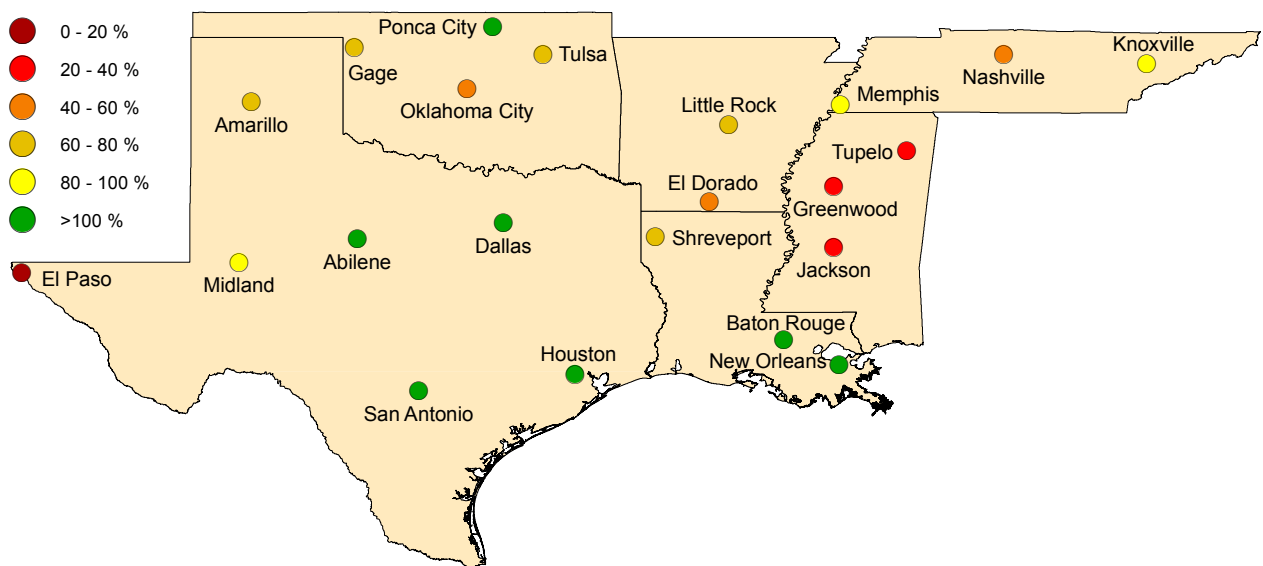 0 - 20 %
20 - 40 %
40 - 60 %
60 - 80 %
80 - 100 %
>100 %
Ponca City
Tulsa
Gage
Oklahoma City
Amarillo
Knoxville
Nashville
Memphis
Little Rock
Tupelo
El Dorado
Greenwood
Shreveport
Jackson
Dallas
Abilene
El Paso
Midland
Baton Rouge
New Orleans
Houston
San Antonio